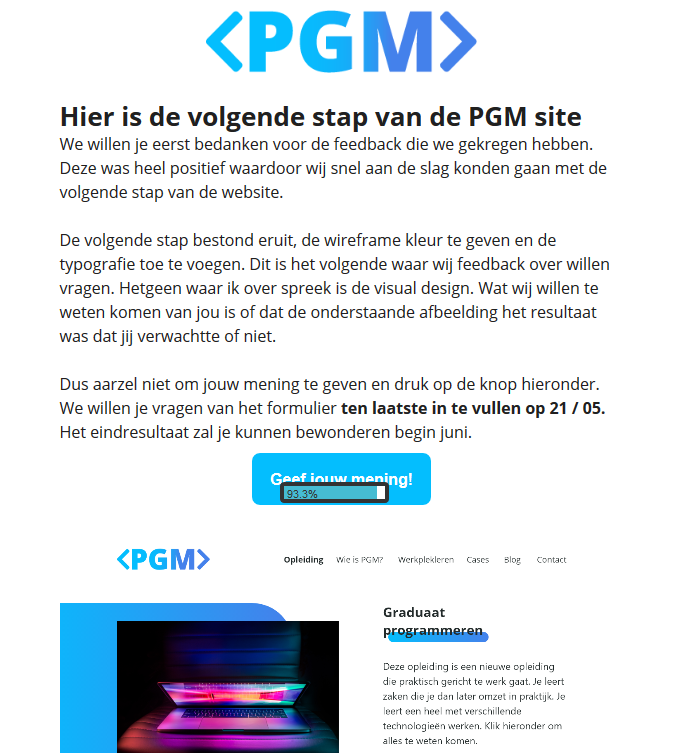 <PGM>
Hier is de volgende stap van de PGM site
We willen je eerst bedanken voor de feedback die we gekregen hebben.
Deze was heel positief waardoor wij snel aan de slag konden gaan met de
volgende stap van de website.
De volgende stap bestond eruit, de wireframe kleur te geven en de
typografie toe te voegen. Dit is het volgende waar wij feedback over willen
vragen. Hetgeen waar ik over spreek is de visual design. Wat wij willen te
weten komen van jou is of dat de onderstaande afbeelding het resultaat
was dat jij verwachtte of niet.
Dus aarzel niet om jouw mening te geven en druk op de knop hieronder.
We willen je vragen van het formulier ten laatste in te vullen op 21 / 05.
Het eindresultaat zal je kunnen bewonderen begin juni.
Geef jouw mening!
93.3%
<PGM>
Opleiding Wie is PGM? Werkplekleren Cases Blog Contact
Graduaat
programmeren
Deze opleiding is een nieuwe opleiding
die praktisch gericht te werk gaat. Je leert
zaken die je dan later omzet in praktijk. Je
leert een heel met verschillende
technologieën werken. Klik hieronder om
alles te weten komen.